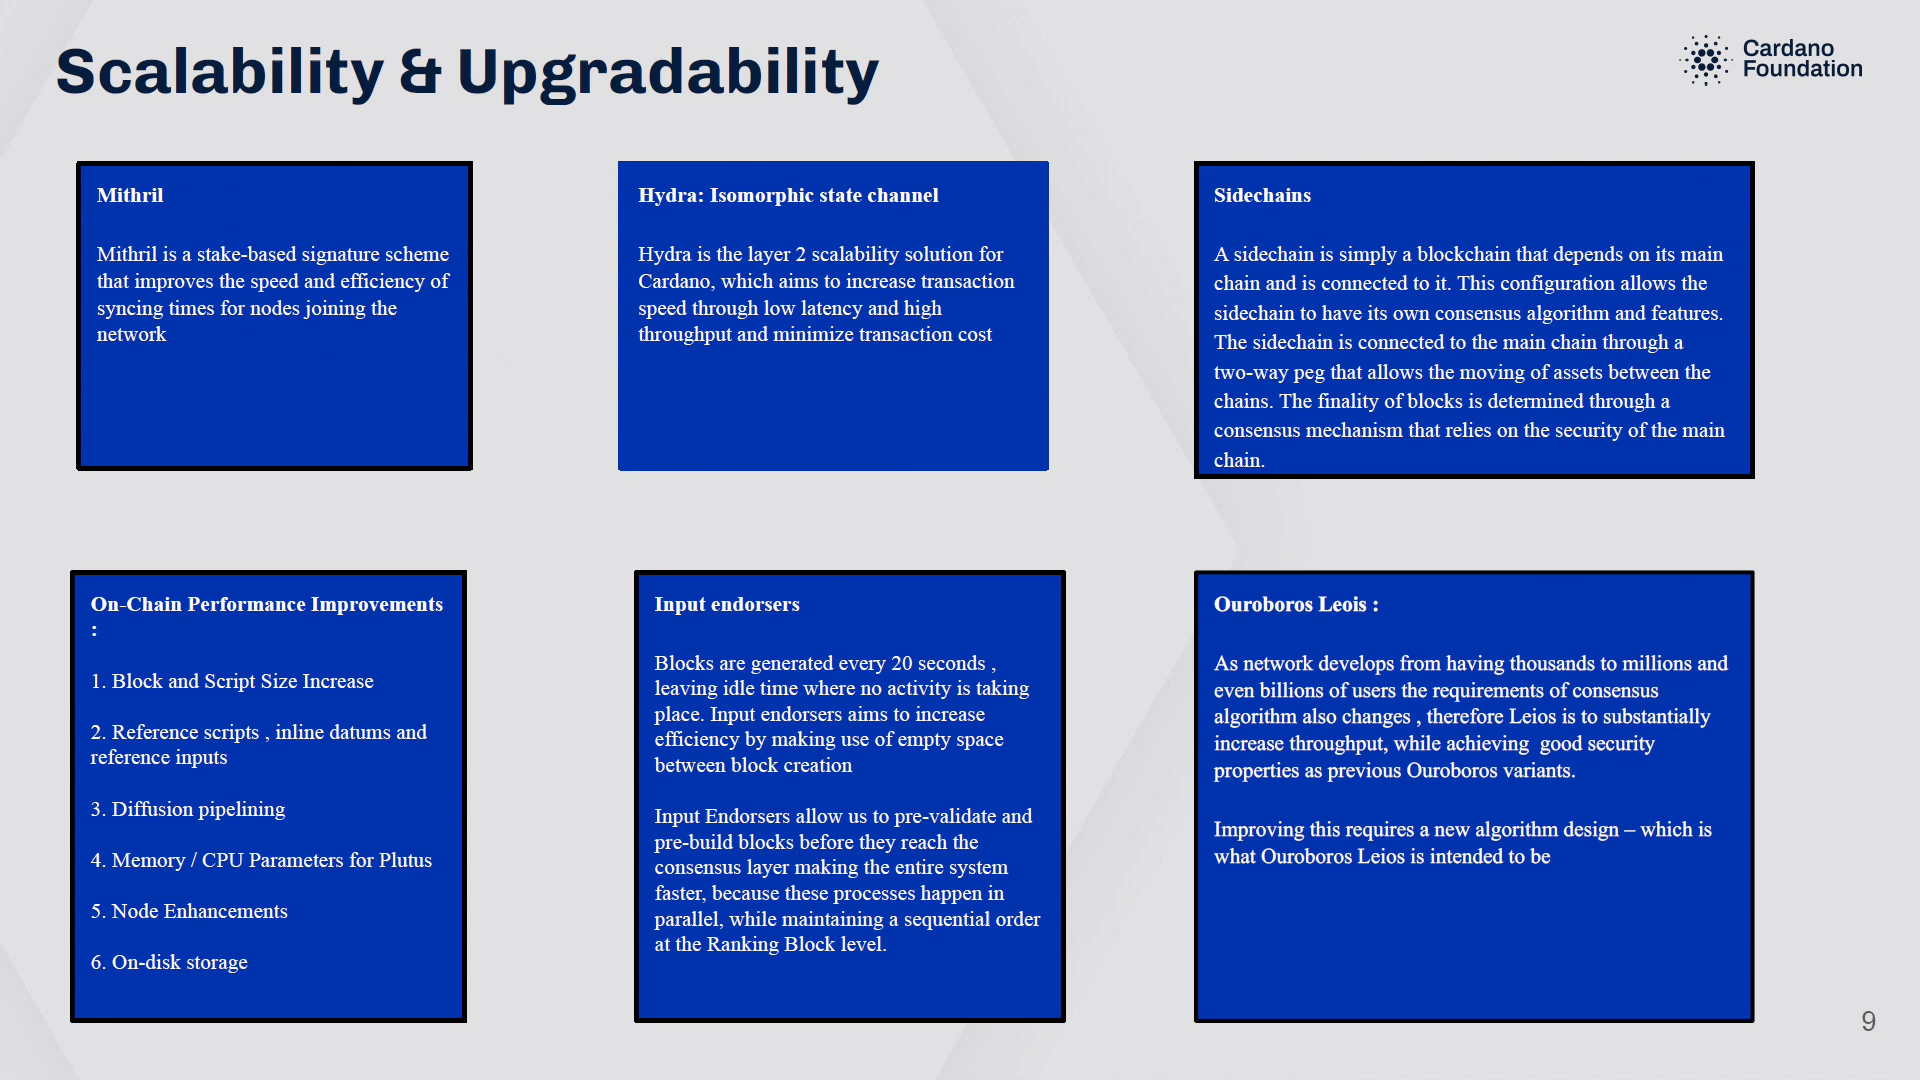 Scalability & Upgradability
Cardano
Foundation
Mithril
Mithril is a stake-based signature scheme
that improves the speed and efficiency of
syncing times for nodes joining the
network
Hydra: Isomorphic state channel
Hydra is the layer 2 scalability solution for
Cardano, which aims to increase transaction
speed through low latency and high
throughput and minimize transaction cost
Sidechains
A sidechain is simply a blockchain that depends on its main
chain and is connected to it. This configuration allows the
sidechain to have its own consensus algorithm and features.
The sidechain is connected to the main chain through a
two-way peg that allows the moving of assets between the
chains. The finality of blocks is determined through a
consensus mechanism that relies on the security of the main
chain.
On-Chain Performance Improvements
:
1. Block and Script Size Increase
2. Reference scripts , inline datums and
reference inputs
3. Diffusion pipelining
4. Memory / CPU Parameters for Plutus
5. Node Enhancements
6. On-disk storage
Input endorsers
Blocks are generated every 20 seconds ,
leaving idle time where no activity is taking
place. Input endorsers aims to increase
efficiency by making use of empty space
between block creation
Input Endorsers allow us to pre-validate and
pre-build blocks before they reach the
consensus layer making the entire system
faster, because these processes happen in
parallel, while maintaining a sequential order
at the Ranking Block level.
Ouroboros Leois :
As network develops from having thousands to millions and
even billions of users the requirements of consensus
algorithm also changes , therefore Leios is to substantially
increase throughput, while achieving  good security
properties as previous Ouroboros variants.
Improving this requires a new algorithm design – which is
what Ouroboros Leios is intended to be
9